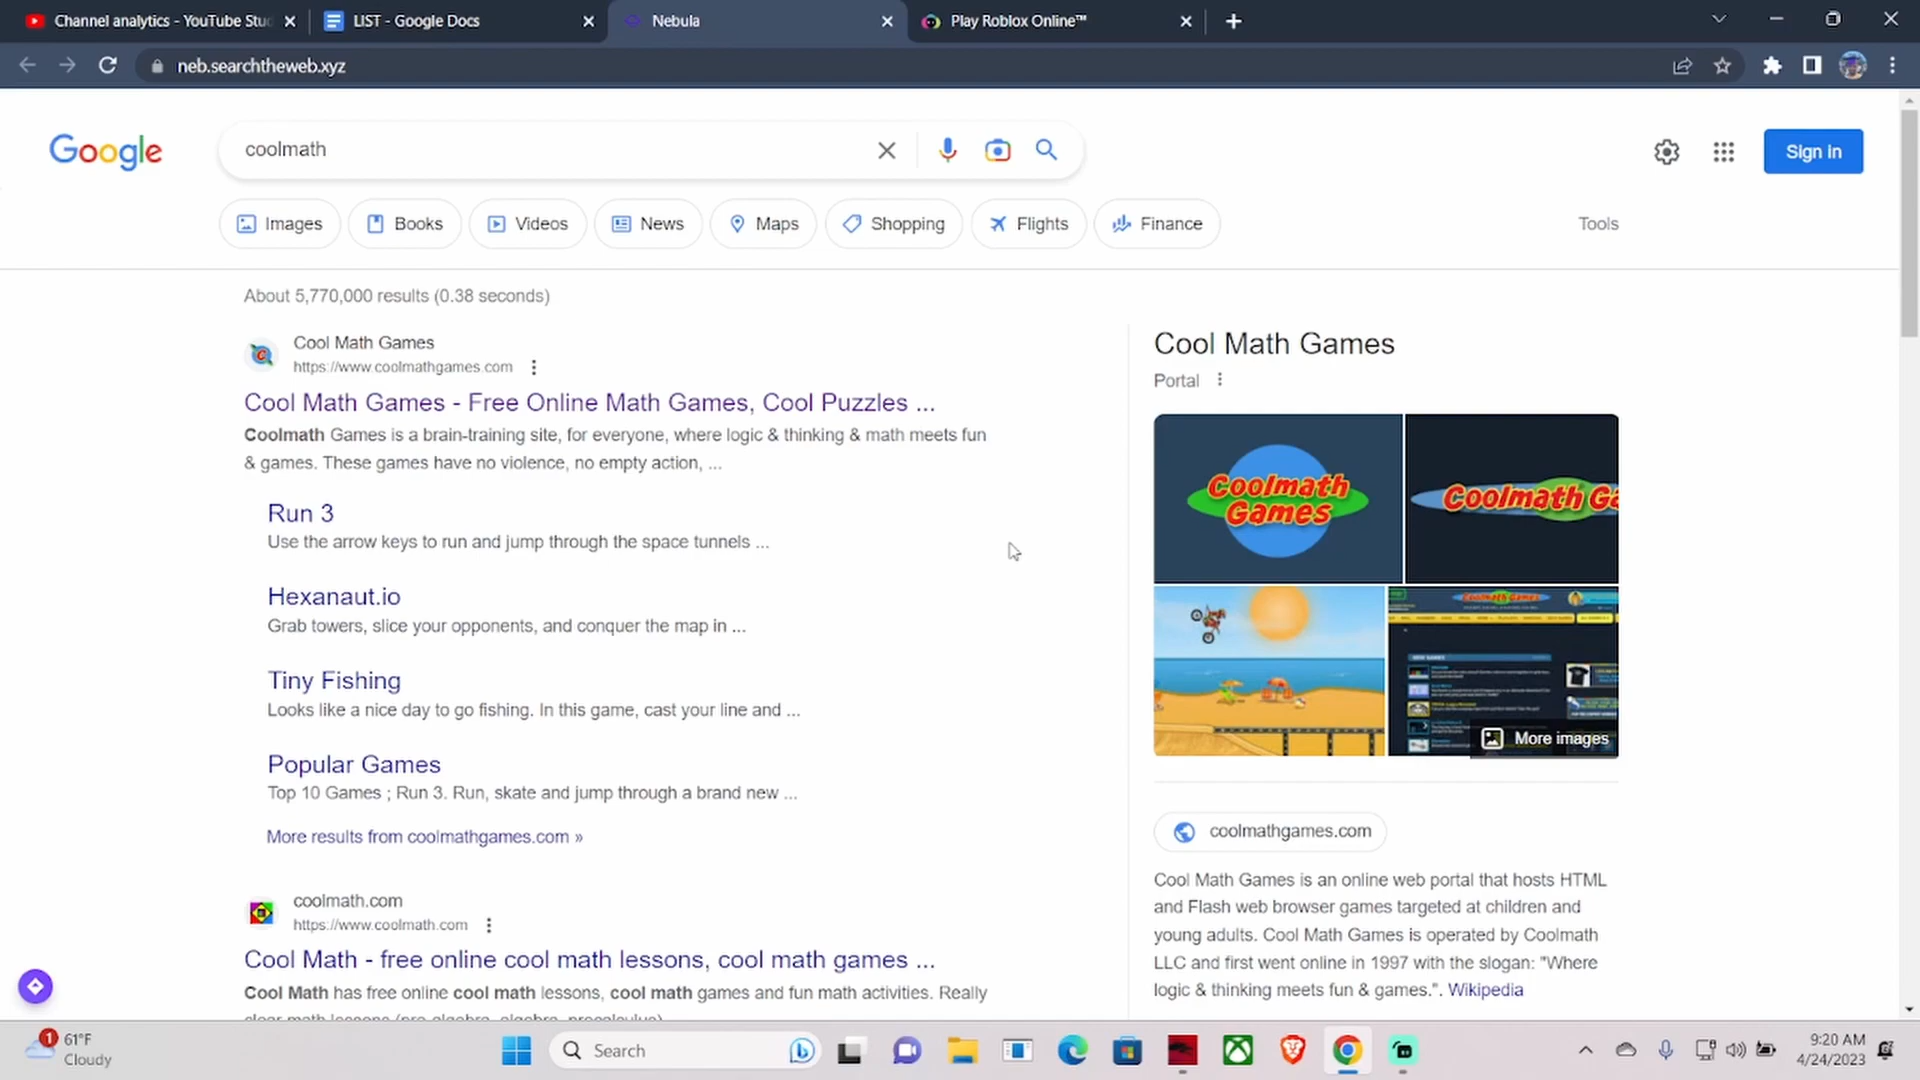 Channel analytics - YouTube Stu
LIST - Google Docs
Nebula
Play Roblox Online™
neb.searchtheweb.xyz
Google
coolmath
Sign in
Images
Books
Videos
News
Maps
Shopping
Flights
Finance
Tools
About 5,770,000 results (0.38 seconds)
Cool Math Games
https://www.coolmathgames.com
Cool Math Games - Free Online Math Games, Cool Puzzles ...
Coolmath Games is a brain-training site, for everyone, where logic & thinking & math meets fun
& games. These games have no violence, no empty action, ...
Run 3
Use the arrow keys to run and jump through the space tunnels ...
Hexanaut.io
Grab towers, slice your opponents, and conquer the map in ...
Tiny Fishing
Looks like a nice day to go fishing. In this game, cast your line and ...
Popular Games
Top 10 Games ; Run 3. Run, skate and jump through a brand new ...
More results from coolmathgames.com »
coolmath.com
https://www.coolmath.com
Cool Math - free online cool math lessons, cool math games ...
Cool Math has free online cool math lessons, cool math games and fun math activities. Really
clear math lessons (pre-algebra, algebra, precalculus)
Cool Math Games
Portal
Coolmath
Games
Coolmath Ga
Coolmath Games
More images
coolmathgames.com
Cool Math Games is an online web portal that hosts HTML
and Flash web browser games targeted at children and
young adults. Cool Math Games is operated by Coolmath
LLC and first went online in 1997 with the slogan: "Where
logic & thinking meets fun & games.". Wikipedia
1
61°F
Cloudy
Search
9:20 AM
4/24/2023